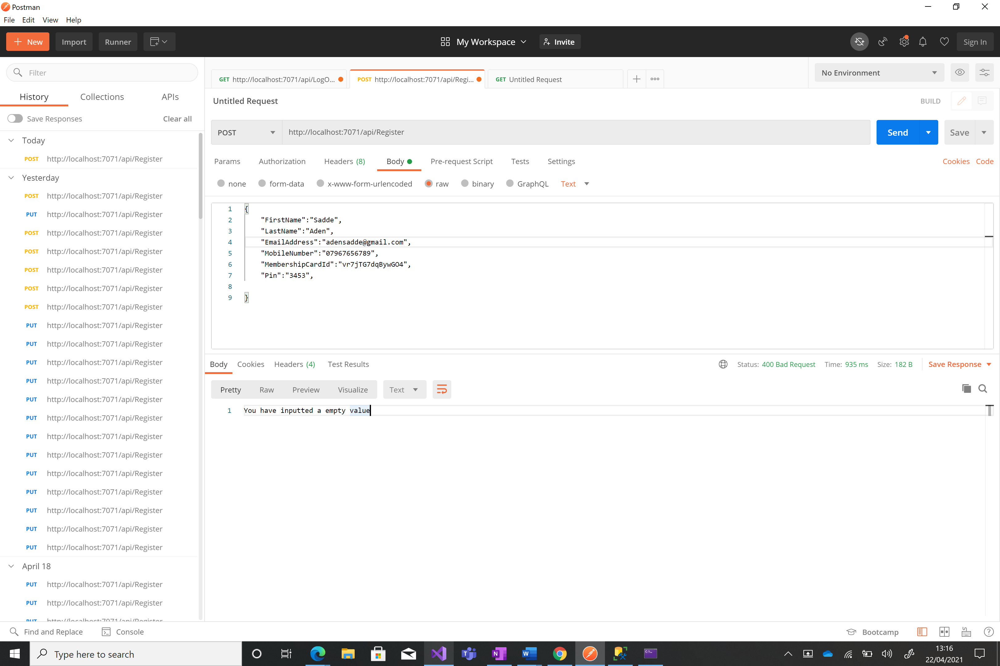 Postman
File Edit View Help
New Import Runner My Workspace Invite Sign In
Filter
History Collections APIs
Save Responses Clear all
Today
POST http://localhost:7071/api/Register
Yesterday
POST http://localhost:7071/api/Register
PUT http://localhost:7071/api/Register
POST http://localhost:7071/api/Register
POST http://localhost:7071/api/Register
POST http://localhost:7071/api/Register
POST http://localhost:7071/api/Register
POST http://localhost:7071/api/Register
PUT http://localhost:7071/api/Register
PUT http://localhost:7071/api/Register
PUT http://localhost:7071/api/Register
PUT http://localhost:7071/api/Register
PUT http://localhost:7071/api/Register
PUT http://localhost:7071/api/Register
PUT http://localhost:7071/api/Register
PUT http://localhost:7071/api/Register
PUT http://localhost:7071/api/Register
PUT http://localhost:7071/api/Register
PUT http://localhost:7071/api/Register
PUT http://localhost:7071/api/Register
PUT http://localhost:7071/api/Register
April 18
PUT http://localhost:7071/api/Register
PUT http://localhost:7071/api/Register
PUT http://localhost:7071/api/Register
GET http://localhost:7071/api/LogO... POST http://localhost:7071/api/Regi... GET Untitled Request
No Environment
Untitled Request BUILD
POST http://localhost:7071/api/Register Send Save
Params Authorization Headers (8) Body Pre-request Script Tests Settings Cookies Code
none form-data x-www-form-urlencoded raw binary GraphQL Text
1 {
2 "FirstName":"Sadde",
3 "LastName":"Aden",
4 "EmailAddress":"adensadde@gmail.com",
5 "MobileNumber":"07967656789",
6 "MembershipCardId":"vr7jTG7dqBywGO4",
7 "Pin":"3453",
8
9 }
Body Cookies Headers (4) Test Results Status: 400 Bad Request Time: 935 ms Size: 182 B Save Response
Pretty Raw Preview Visualize Text
1 You have inputted a empty value
Find and Replace Console Bootcamp
Type here to search
13:16
22/04/2021